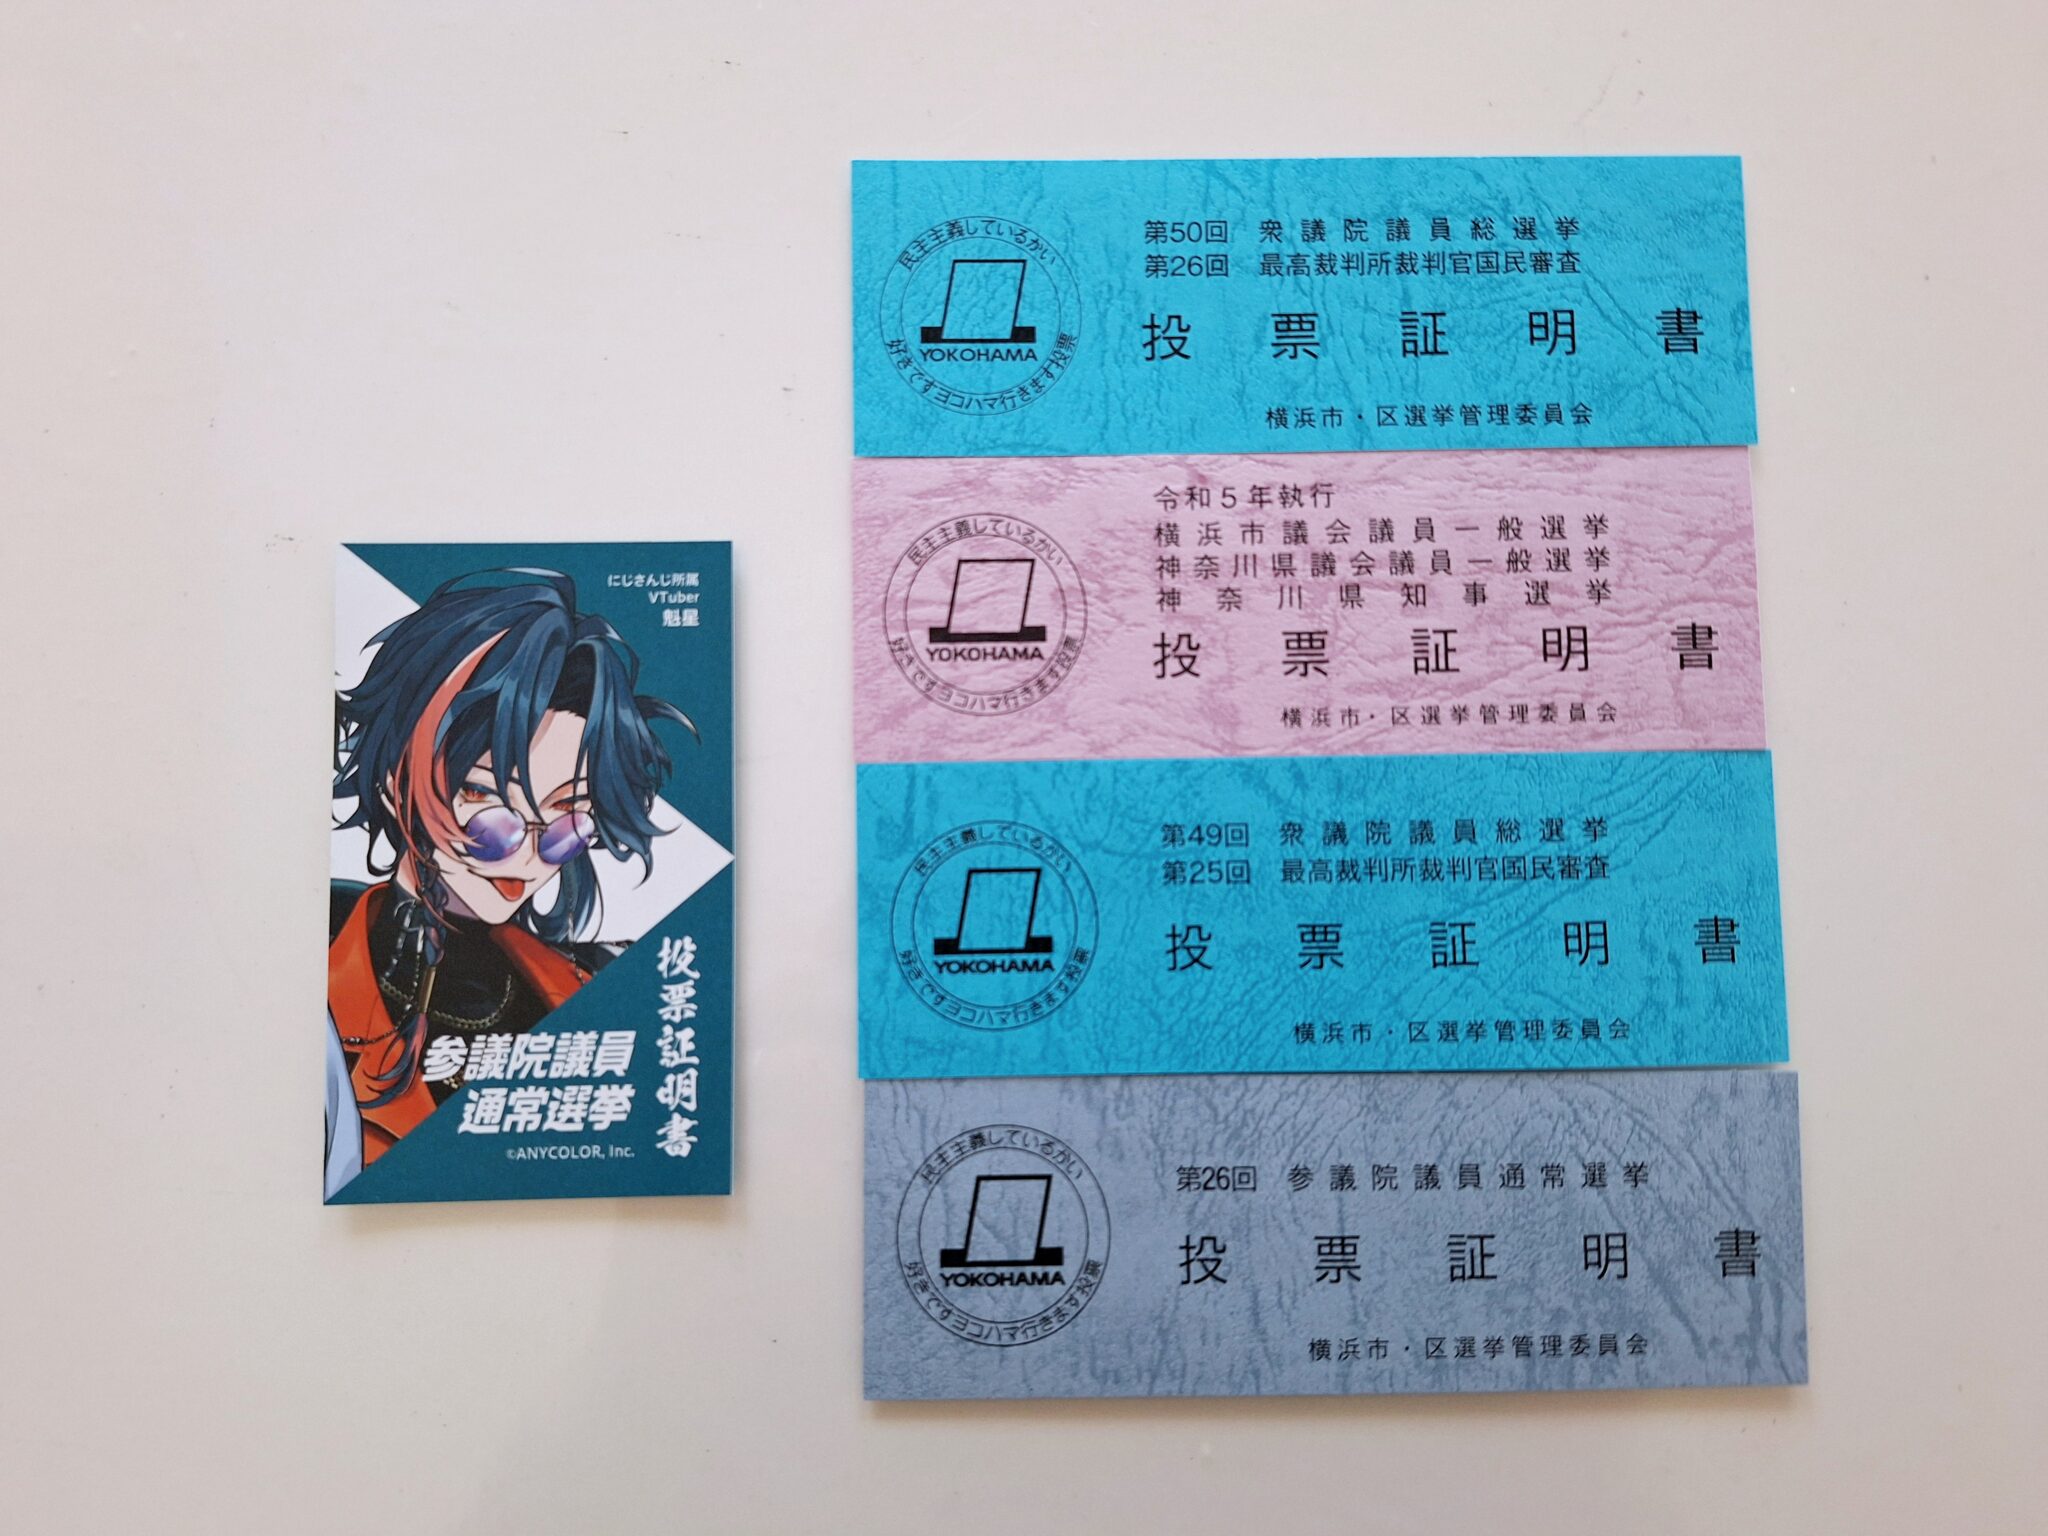 にじさんじ所属
VTuber
魁星
投票証明書
参議院議員
通常選挙
©ANYCOLOR, Inc.
民主主義しているかい
YOKOHAMA
好きですヨコハマ行きます投票
第50回 衆議院議員総選挙
第26回 最高裁判所裁判官国民審査
投票証明書
横浜市・区選挙管理委員会
民主主義しているかい
YOKOHAMA
好きですヨコハマ行きます投票
令和5年執行
横浜市議会議員一般選挙
神奈川県議会議員一般選挙
神奈川県知事選挙
投票証明書
横浜市・区選挙管理委員会
民主主義しているかい
YOKOHAMA
好きですヨコハマ行きます投票
第49回 衆議院議員総選挙
第25回 最高裁判所裁判官国民審査
投票証明書
横浜市・区選挙管理委員会
民主主義しているかい
YOKOHAMA
好きですヨコハマ行きます投票
第26回 参議院議員通常選挙
投票証明書
横浜市・区選挙管理委員会